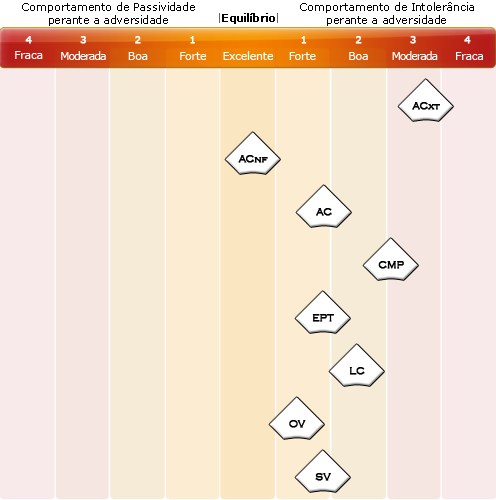 Comportamento de Passividade
perante a adversidade
|Equilíbrio|
Comportamento de Intolerância
perante a adversidade
4 3 2 1 1 2 3 4
Fraca Moderada Boa Forte Excelente Forte Boa Moderada Fraca
ACXT
ACNF
AC
CMP
EPT
LC
OV
SV